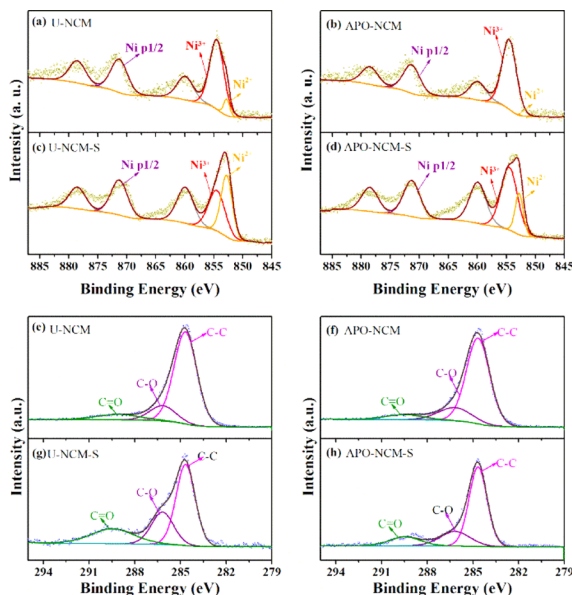 (a) U-NCM
Ni p1/2
Ni³⁺
Ni²⁺
(b) APO-NCM
Ni p1/2
Ni³⁺
Ni²⁺
(c) U-NCM-S
Ni p1/2
Ni³⁺
Ni²⁺
(d) APO-NCM-S
Ni p1/2
Ni³⁺
Ni²⁺
Intensity (a. u.)
Intensity (a. u.)
885 880 875 870 865 860 855 850 845
885 880 875 870 865 860 855 850 845
Binding Energy (eV)
Binding Energy (eV)
(e) U-NCM
C-C
C-O
C=O
(f) APO-NCM
C-C
C-O
C=O
(g) U-NCM-S
C-C
C-O
C=O
(h) APO-NCM-S
C-C
C-O
C=O
Intensity (a.u.)
Intensity (a.u.)
294 291 288 285 282 279
294 291 288 285 282 279
Binding Energy (eV)
Binding Energy (eV)